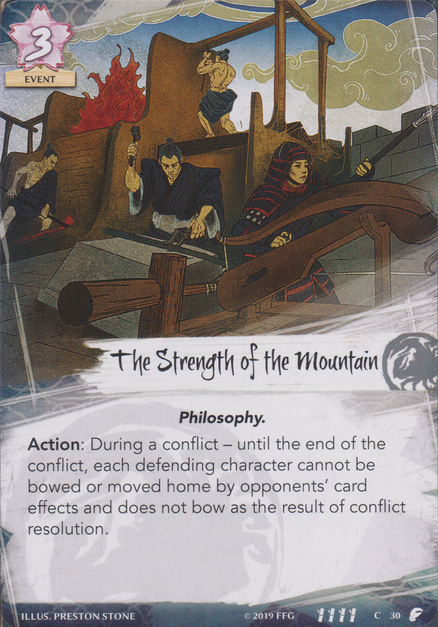 3
EVENT
The Strength of the Mountain
Philosophy.
Action: During a conflict – until the end of the
conflict, each defending character cannot be
bowed or moved home by opponents' card
effects and does not bow as the result of conflict
resolution.
ILLUS. PRESTON STONE © 2019 FFG C 30